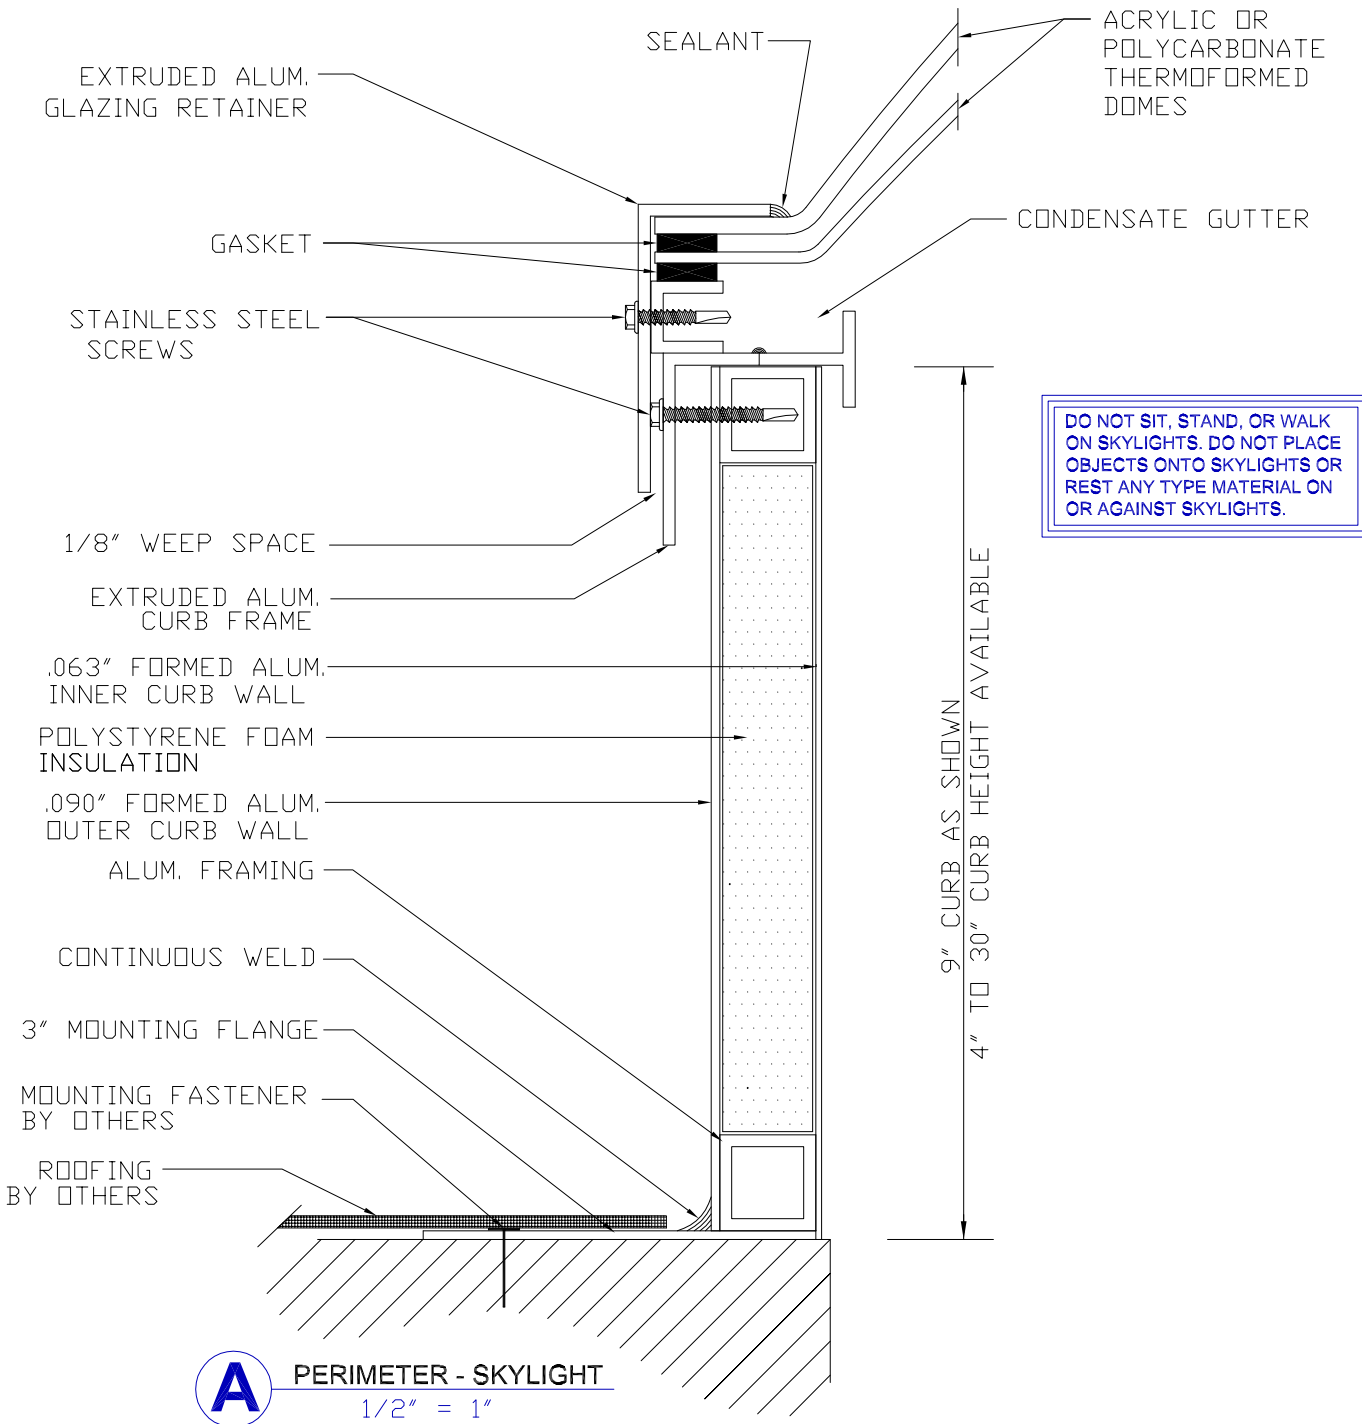 SEALANT
ACRYLIC OR
POLYCARBONATE
THERMOFORMED
DOMES
EXTRUDED ALUM.
GLAZING RETAINER
CONDENSATE GUTTER
GASKET
STAINLESS STEEL
SCREWS
DO NOT SIT, STAND, OR WALK
ON SKYLIGHTS. DO NOT PLACE
OBJECTS ONTO SKYLIGHTS OR
REST ANY TYPE MATERIAL ON
OR AGAINST SKYLIGHTS.
1/8" WEEP SPACE
EXTRUDED ALUM.
CURB FRAME
.063" FORMED ALUM.
INNER CURB WALL
POLYSTYRENE FOAM
INSULATION
.090" FORMED ALUM.
OUTER CURB WALL
ALUM. FRAMING
9" CURB AS SHOWN
4" TO 30" CURB HEIGHT AVAILABLE
CONTINUOUS WELD
3" MOUNTING FLANGE
MOUNTING FASTENER
BY OTHERS
ROOFING
BY OTHERS
A
PERIMETER - SKYLIGHT
1/2" = 1"